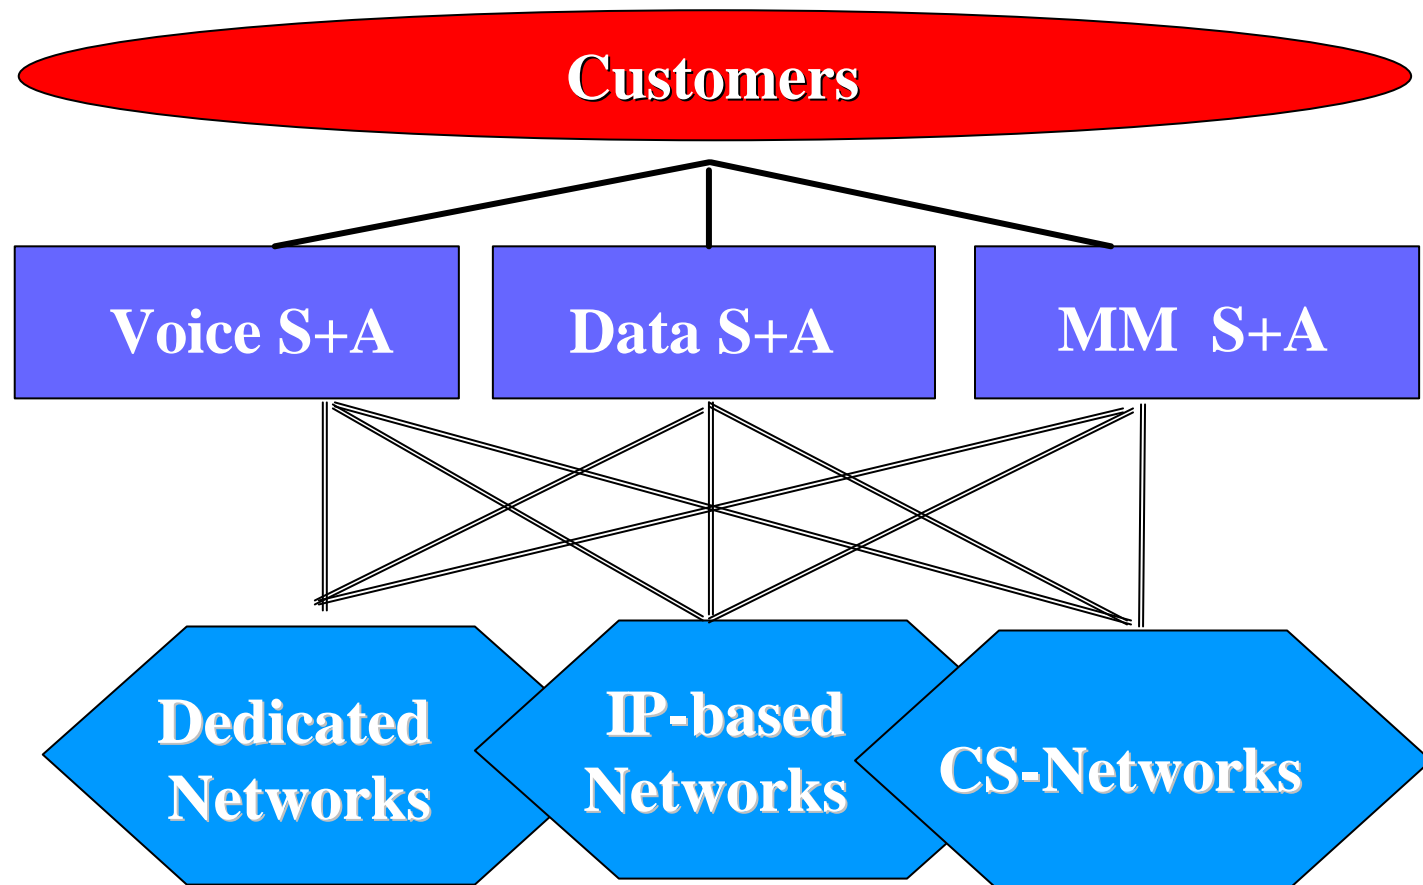 Customers
Voice S+A
Data S+A
MM S+A
Dedicated
Networks
IP-based
Networks
CS-Networks